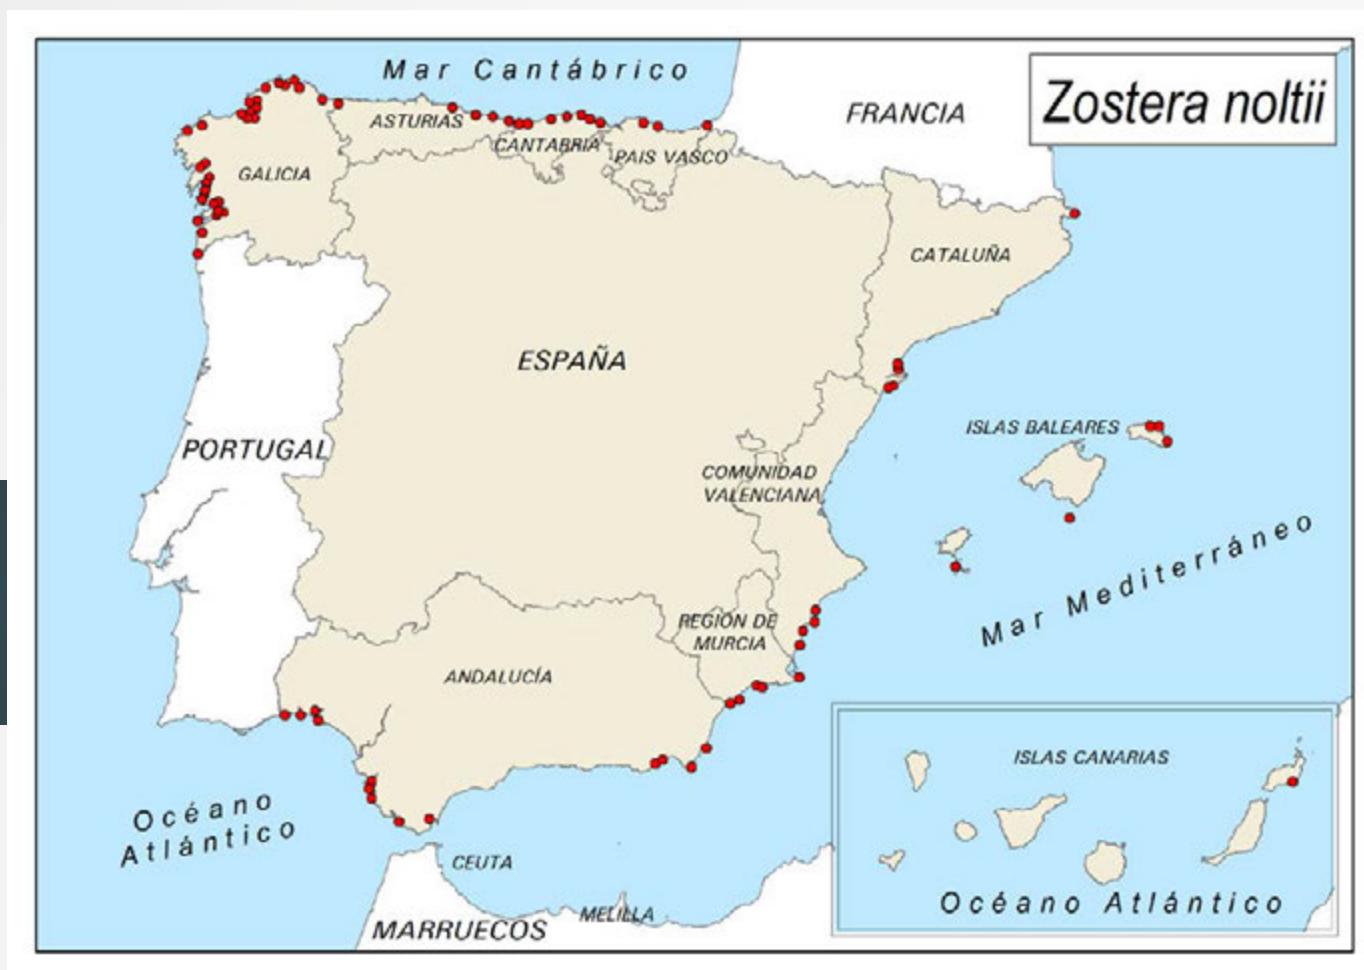 Mar Cantábrico
FRANCIA
Zostera noltii
ASTURIAS
CANTABRIA
PAIS VASCO
GALICIA
CATALUÑA
ESPAÑA
PORTUGAL
ISLAS BALEARES
COMUNIDAD
VALENCIANA
Mar Mediterráneo
REGIÓN DE
MURCIA
ANDALUCÍA
ISLAS CANARIAS
Océano Atlántico
Océano
Atlántico
CEUTA
MELILLA
MARRUECOS